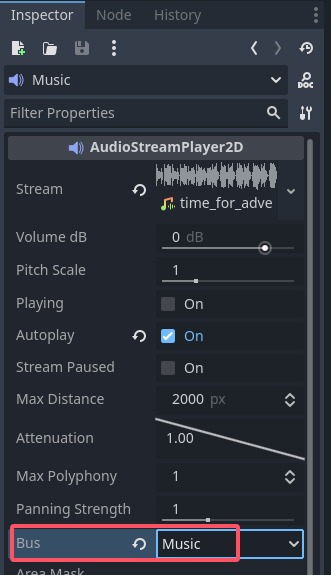 Inspector Node History
Music
DOC
Filter Properties
AudioStreamPlayer2D
Stream
time_for_adve
Volume dB 0 dB
Pitch Scale 1
Playing On
Autoplay On
Stream Paused On
Max Distance 2000 px
Attenuation 1.00
Max Polyphony 1
Panning Strength 1
Bus Music
Area Mask